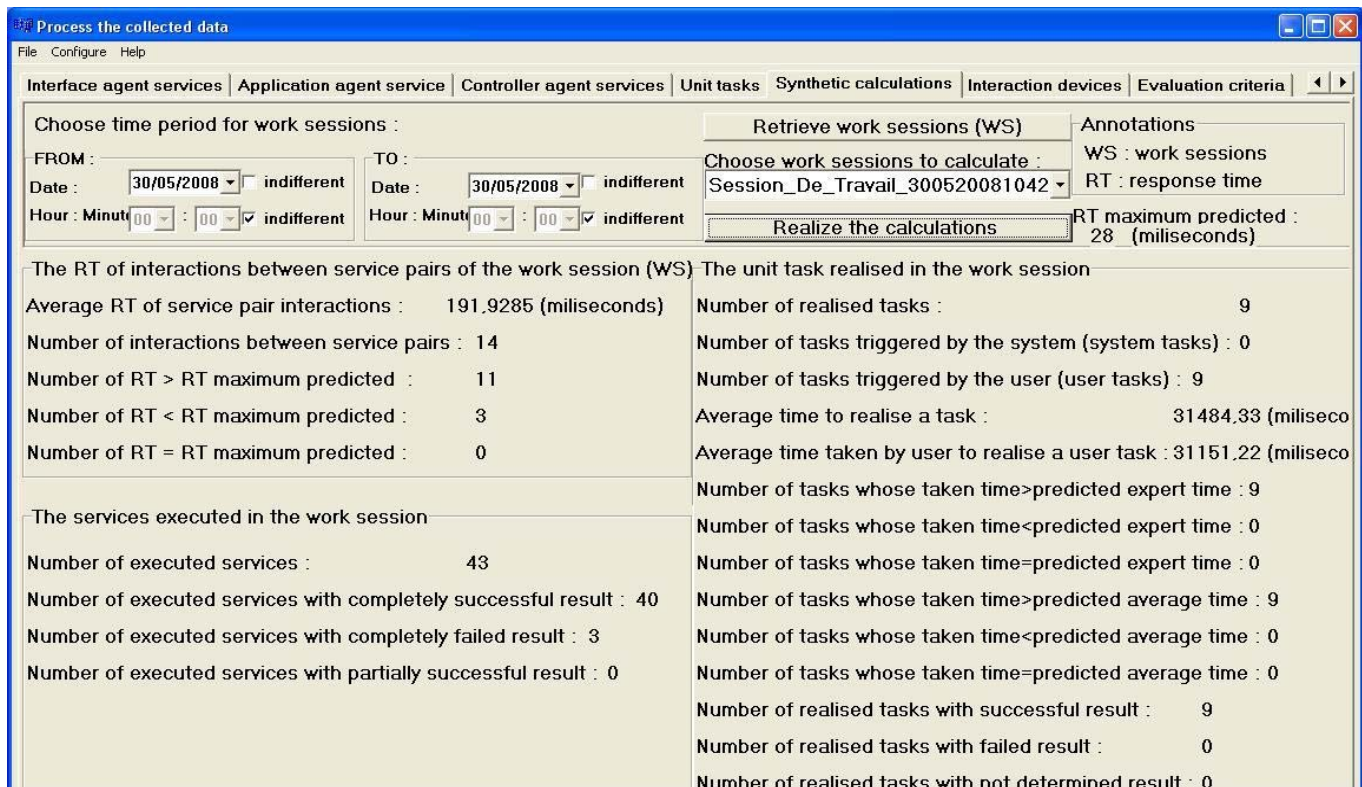 Process the collected data
File Configure Help
Interface agent services Application agent service Controller agent services Unit tasks Synthetic calculations Interaction devices Evaluation criteria
Choose time period for work sessions :
FROM :
Date : 30/05/2008 indifferent
Hour : Minut 00 : 00 indifferent
TO :
Date : 30/05/2008 indifferent
Hour : Minut 00 : 00 indifferent
Retrieve work sessions (WS)
Choose work sessions to calculate :
Session_De_Travail_300520081042
Realize the calculations
Annotations
WS : work sessions
RT : response time
RT maximum predicted :
28 (miliseconds)
The RT of interactions between service pairs of the work session (WS)
Average RT of service pair interactions : 191,9285 (miliseconds)
Number of interactions between service pairs : 14
Number of RT > RT maximum predicted : 11
Number of RT < RT maximum predicted : 3
Number of RT = RT maximum predicted : 0
The services executed in the work session
Number of executed services : 43
Number of executed services with completely successful result : 40
Number of executed services with completely failed result : 3
Number of executed services with partially successful result : 0
The unit task realised in the work session
Number of realised tasks : 9
Number of tasks triggered by the system (system tasks) : 0
Number of tasks triggered by the user (user tasks) : 9
Average time to realise a task : 31484,33 (miliseco
Average time taken by user to realise a user task : 31151,22 (miliseco
Number of tasks whose taken time>predicted expert time : 9
Number of tasks whose taken time<predicted expert time : 0
Number of tasks whose taken time=predicted expert time : 0
Number of tasks whose taken time>predicted average time : 9
Number of tasks whose taken time<predicted average time : 0
Number of tasks whose taken time=predicted average time : 0
Number of realised tasks with successful result : 9
Number of realised tasks with failed result : 0
Number of realised tasks with not determined result : 0